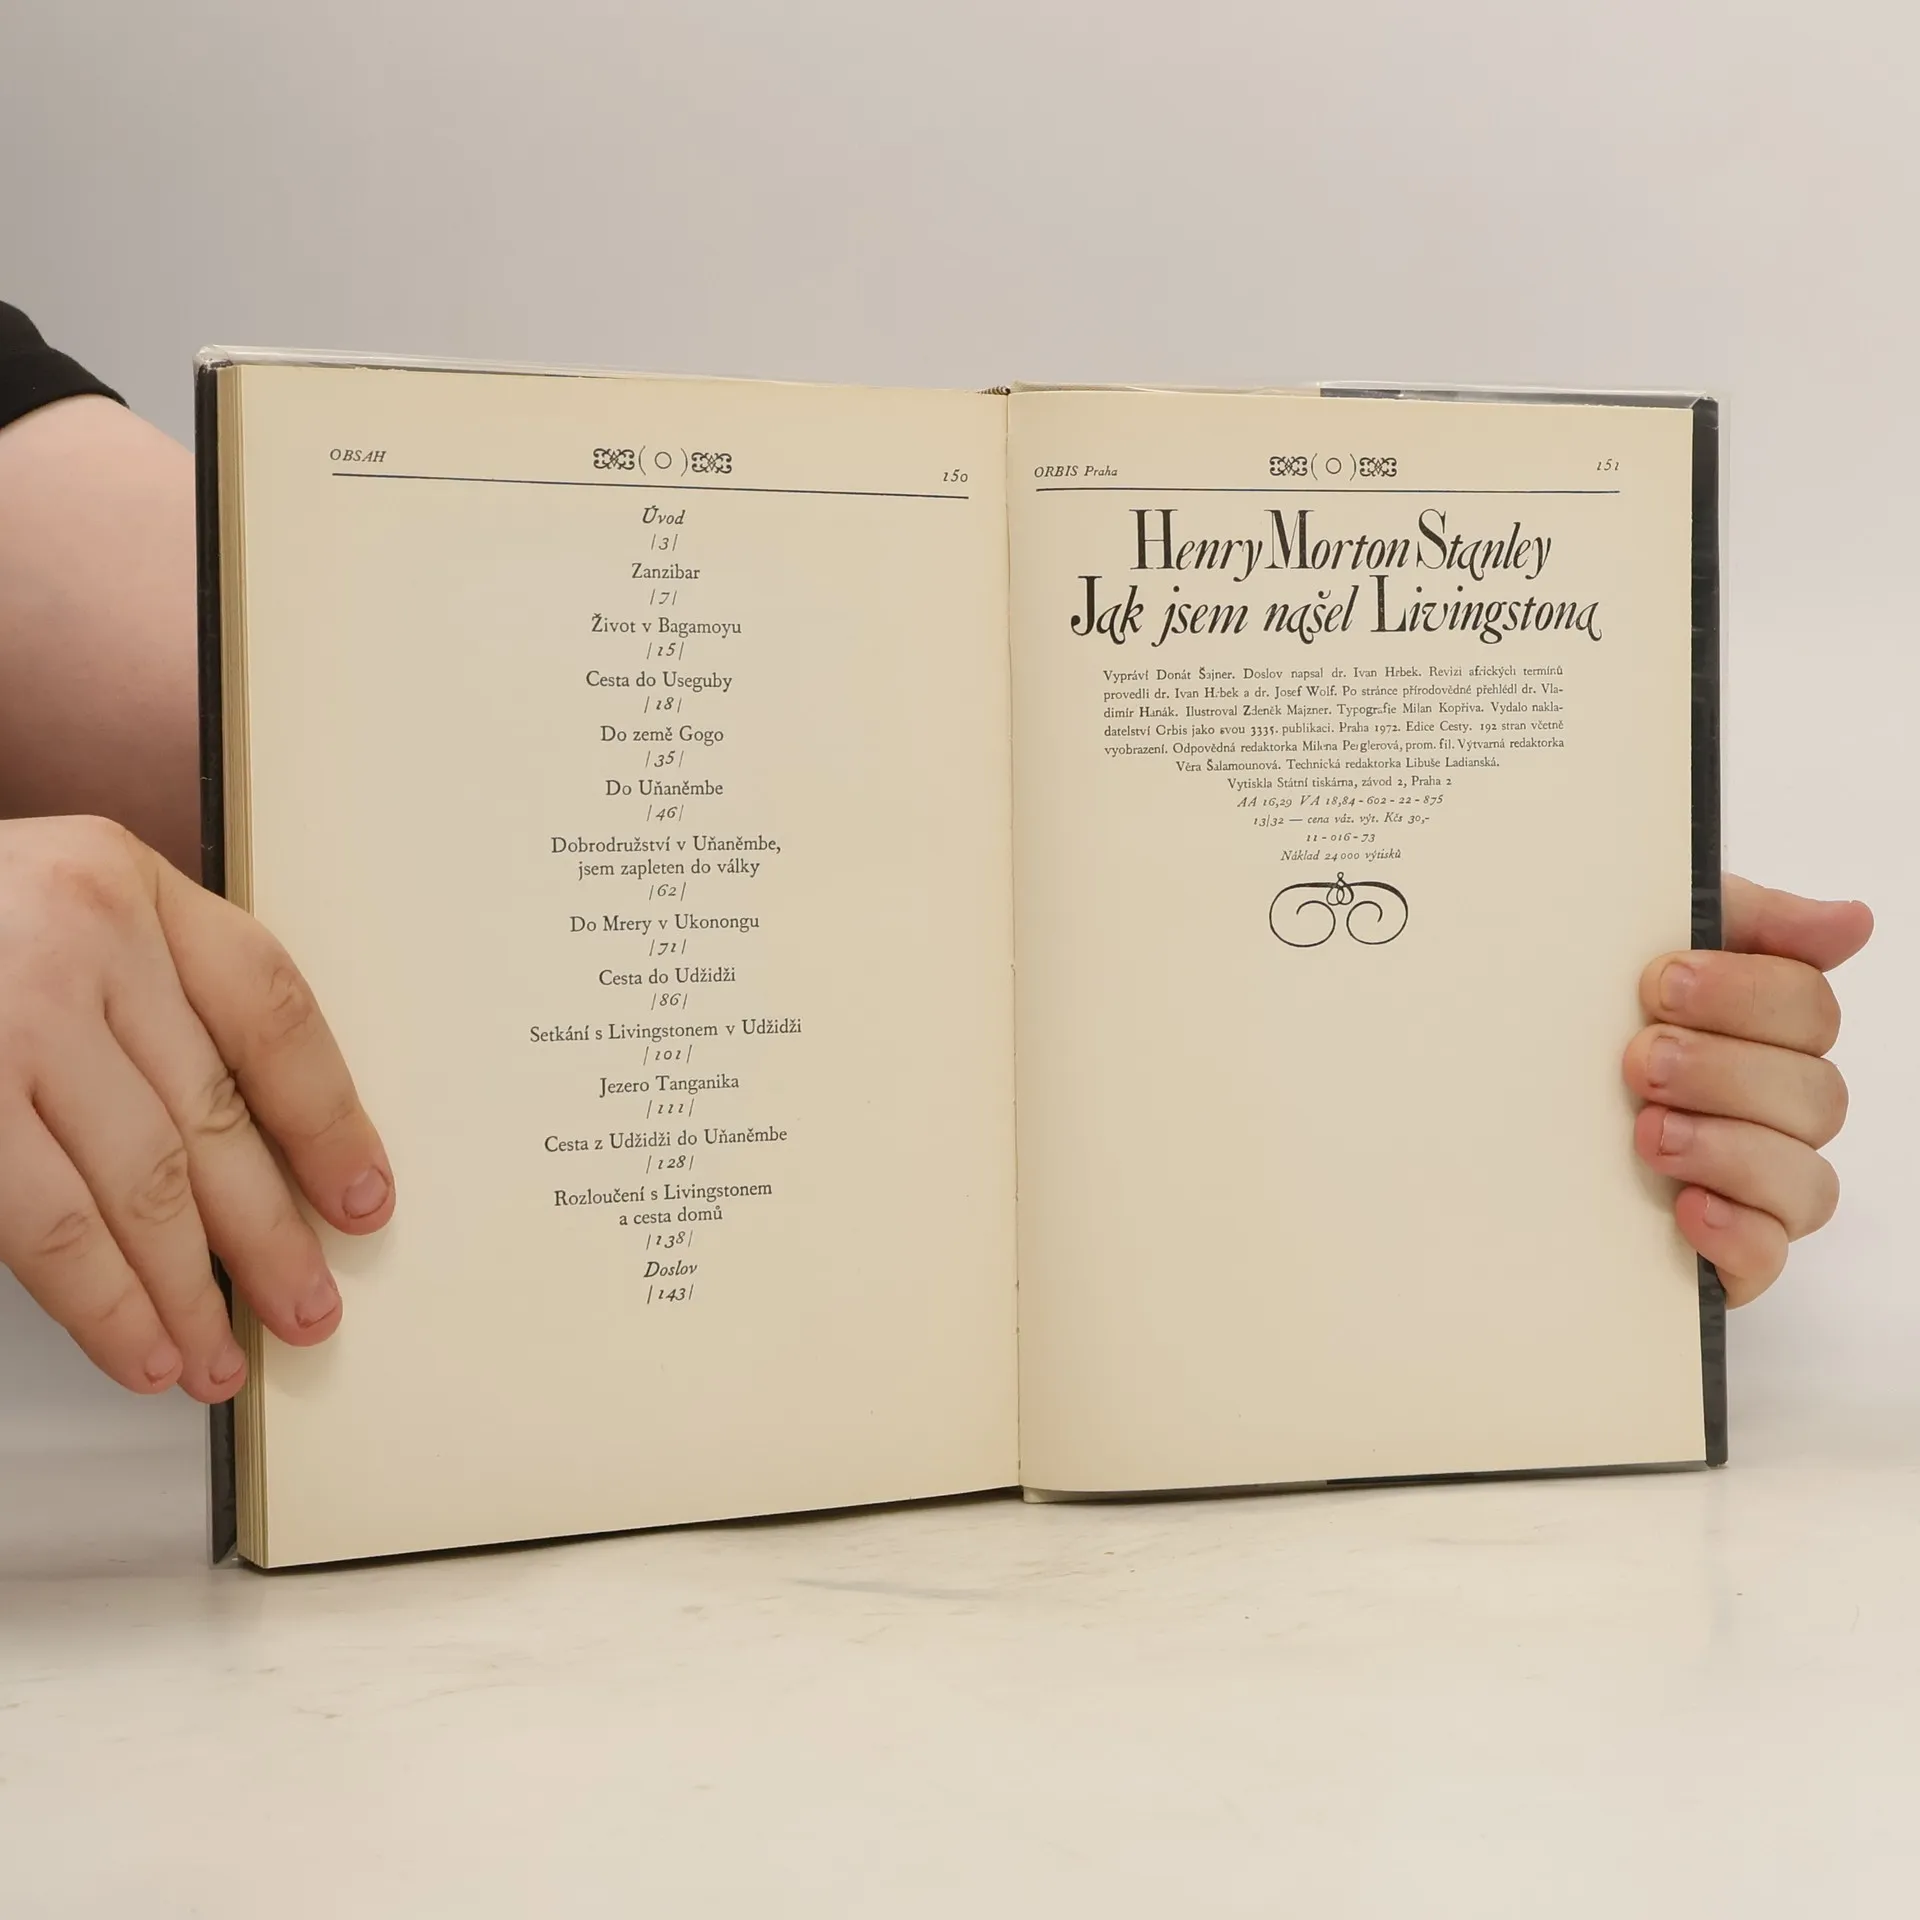 OBSAH
150
Úvod
/3/
Zanzibar
/7/
Život v Bagamoyu
/15/
Cesta do Useguby
/18/
Do země Gogo
/35/
Do Uňaněmbe
/46/
Dobrodružství v Uňaněmbe,
jsem zapleten do války
/62/
Do Mrery v Ukonongu
/71/
Cesta do Udžidži
/86/
Setkání s Livingstonem v Udžidži
/101/
Jezero Tanganika
/111/
Cesta z Udžidži do Uňaněmbe
/128/
Rozloučení s Livingstonem
a cesta domů
/138/
Doslov
/143/
ORBIS Praha
151
Henry Morton Stanley
Jak jsem našel Livingstona
Vypráví Donát Šajner. Doslov napsal dr. Ivan Hrbek. Revizi afrických termínů
provedli dr. Ivan Hrbek a dr. Josef Wolf. Po stránce přírodovědné přehlédl dr. Vla-
dimír Hanák. Ilustroval Zdeněk Majzner. Typografie Milan Kopřiva. Vydalo nakla-
datelství Orbis jako svou 3335. publikaci. Praha 1972. Edice Cesty. 192 stran včetně
vyobrazení. Odpovědná redaktorka Milena Perglerová, prom. fil. Výtvarná redaktorka
Věra Šalamounová. Technická redaktorka Libuše Ladianská.
Vytiskla Státní tiskárna, závod 2, Praha 2
AA 16,29 VA 18,84 - 602 - 22 - 875
13/32 — cena váz. výt. Kčs 30,-
11 - 016 - 73
Náklad 24 000 výtisků